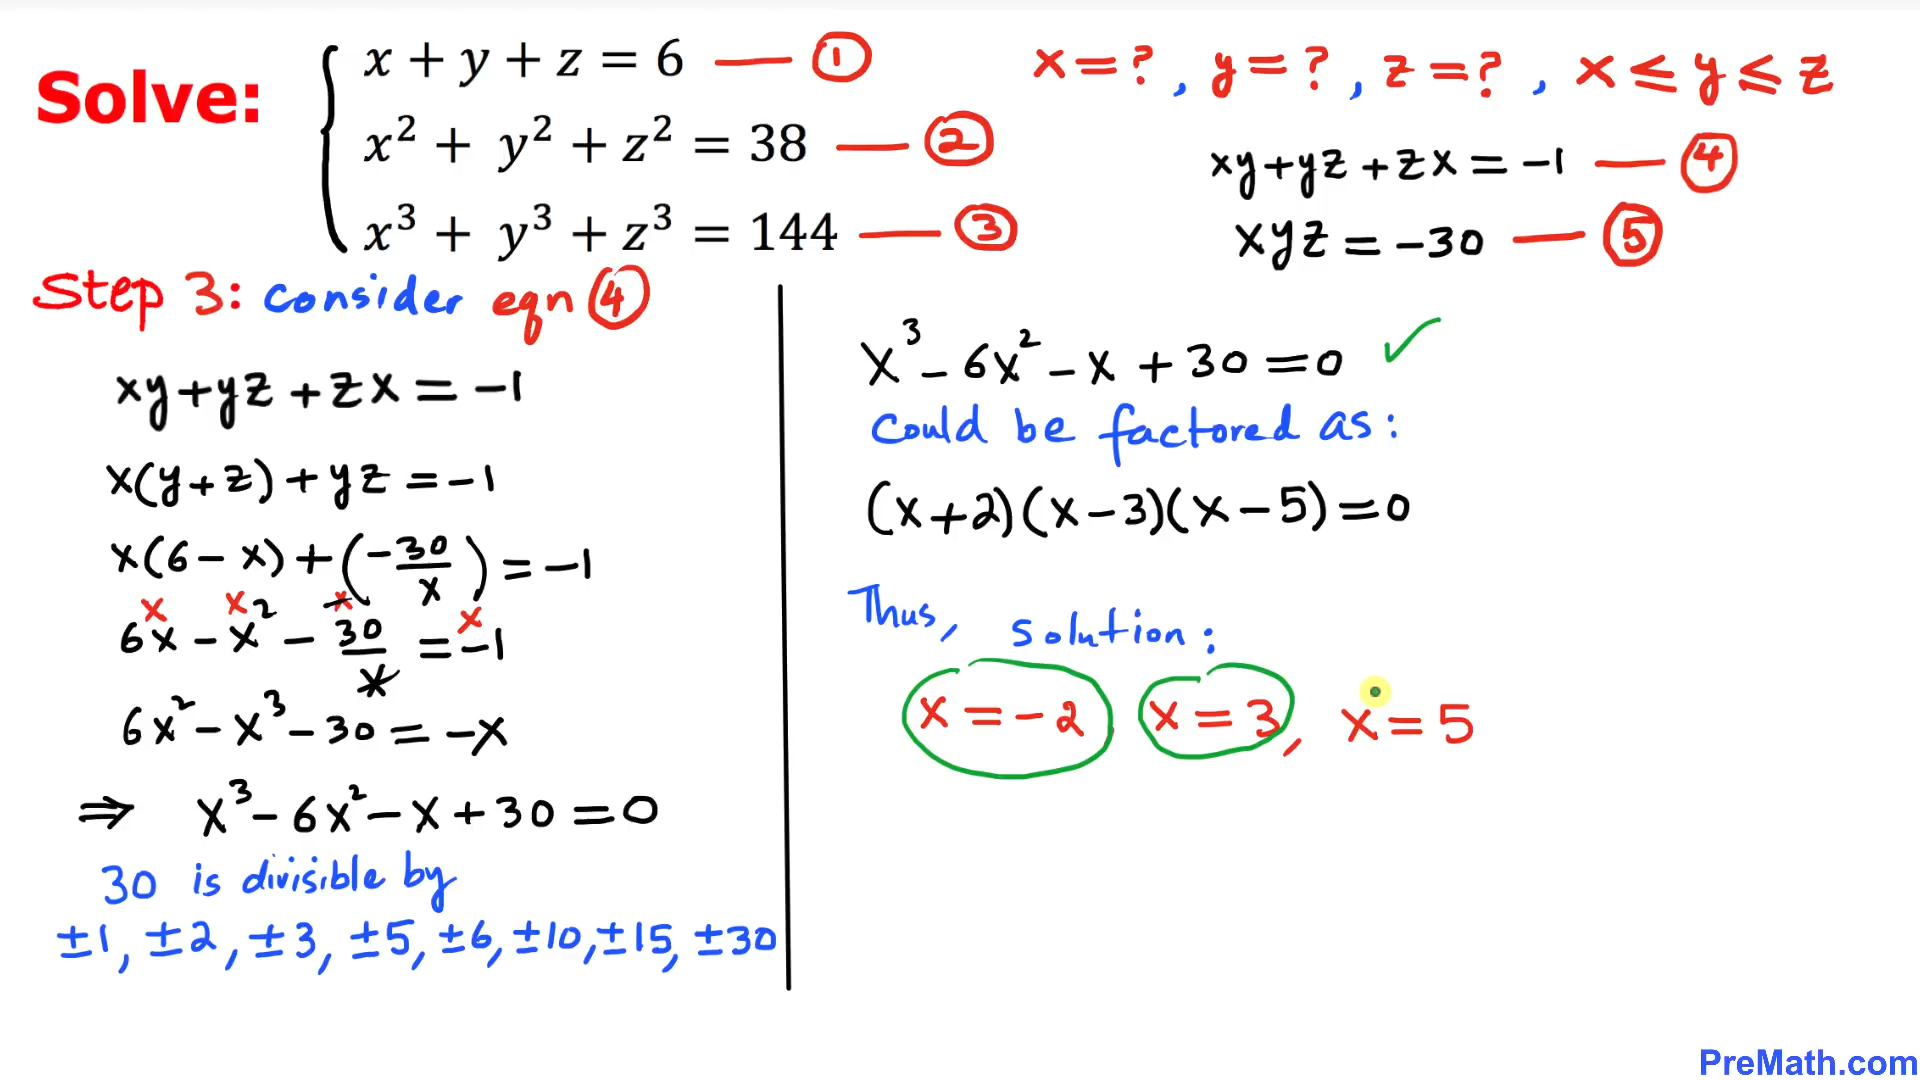 Solve:
x + y + z = 6 — ①
x² + y² + z² = 38 — ②
x³ + y³ + z³ = 144 — ③
x = ? , y = ? , z = ? , x ≤ y ≤ z
xy + yz + zx = -1 — ④
xyz = -30 — ⑤
Step 3: consider eqn ④
xy + yz + zx = -1
x(y + z) + yz = -1
x(6 - x) + (-30/x) = -1
x x x x
6x - x² - 30/x = -1
6x² - x³ - 30 = -x
⇒ x³ - 6x² - x + 30 = 0
30 is divisible by
±1, ±2, ±3, ±5, ±6, ±10, ±15, ±30
x³ - 6x² - x + 30 = 0 ✓
could be factored as:
(x + 2)(x - 3)(x - 5) = 0
Thus, solution:
x = -2 x = 3, x = 5
PreMath.com